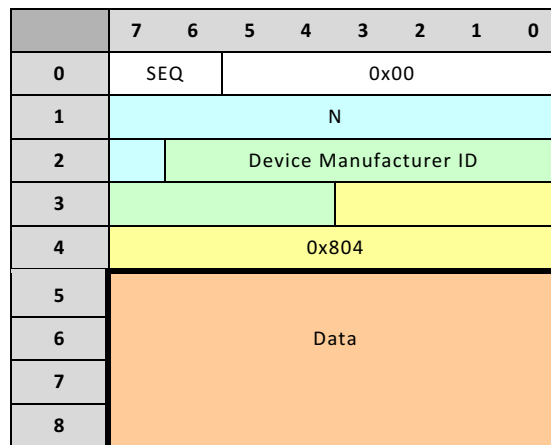 7 6 5 4 3 2 1 0
0 SEQ 0x00
1 N
2 Device Manufacturer ID
3
4 0x804
5
6 Data
7
8